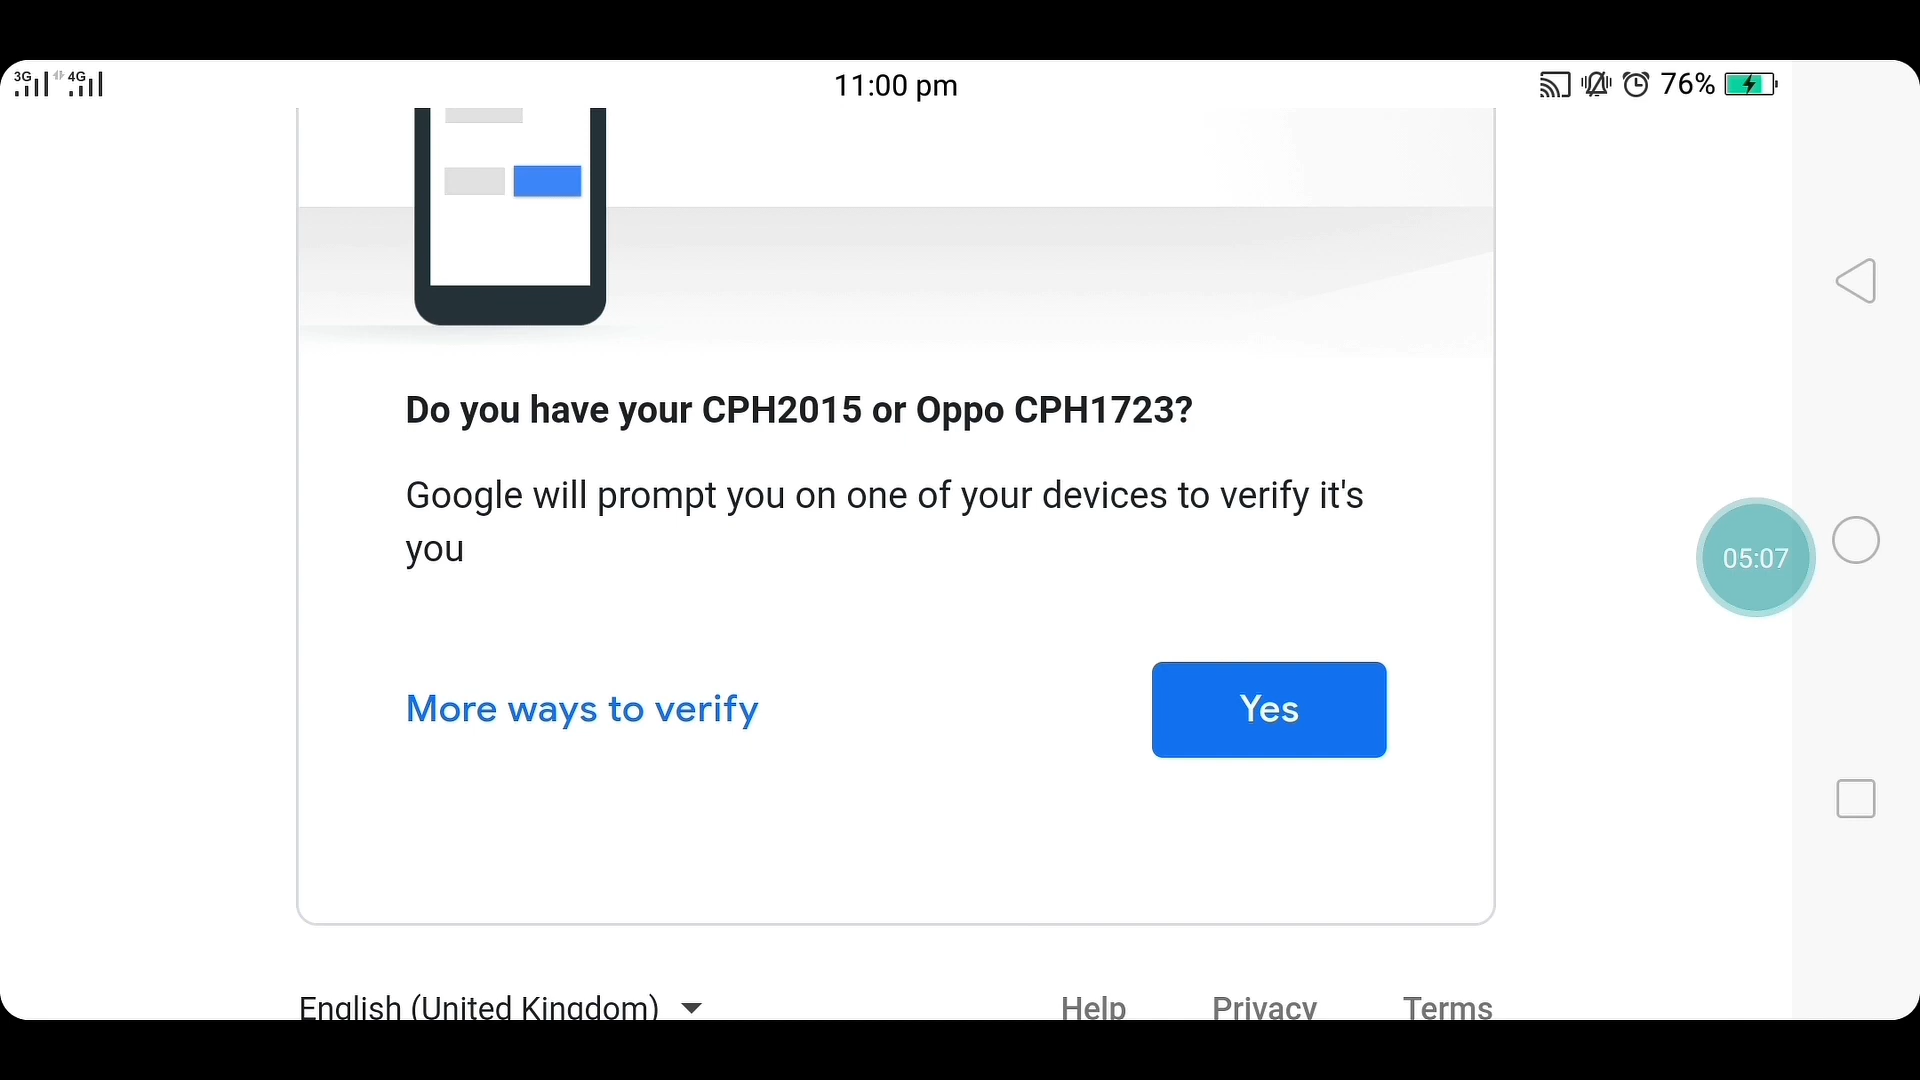 3G 4G 11:00 pm 76%
Do you have your CPH2015 or Oppo CPH1723?
Google will prompt you on one of your devices to verify it's
you
05:07
More ways to verify Yes
English (United Kingdom) Help Privacy Terms